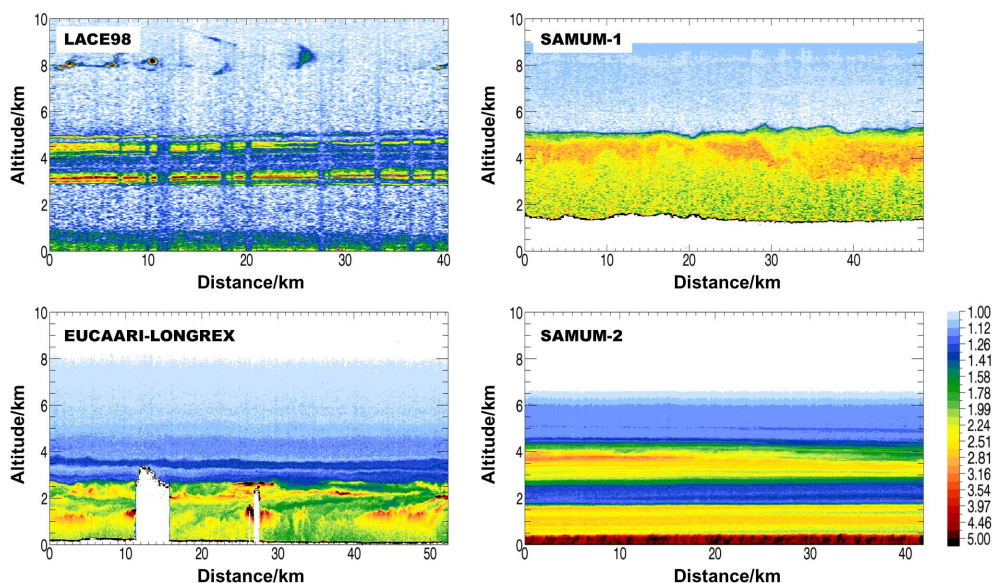 LACE98
Altitude/km
10
8
6
4
2
0
0 10 20 30 40
Distance/km
SAMUM-1
Altitude/km
10
8
6
4
2
0
0 10 20 30 40
Distance/km
EUCAARI-LONGREX
Altitude/km
10
8
6
4
2
0
0 10 20 30 40 50
Distance/km
SAMUM-2
Altitude/km
10
8
6
4
2
0
0 10 20 30 40
Distance/km
1.00
1.12
1.26
1.41
1.58
1.78
1.99
2.24
2.51
2.81
3.16
3.54
3.97
4.46
5.00